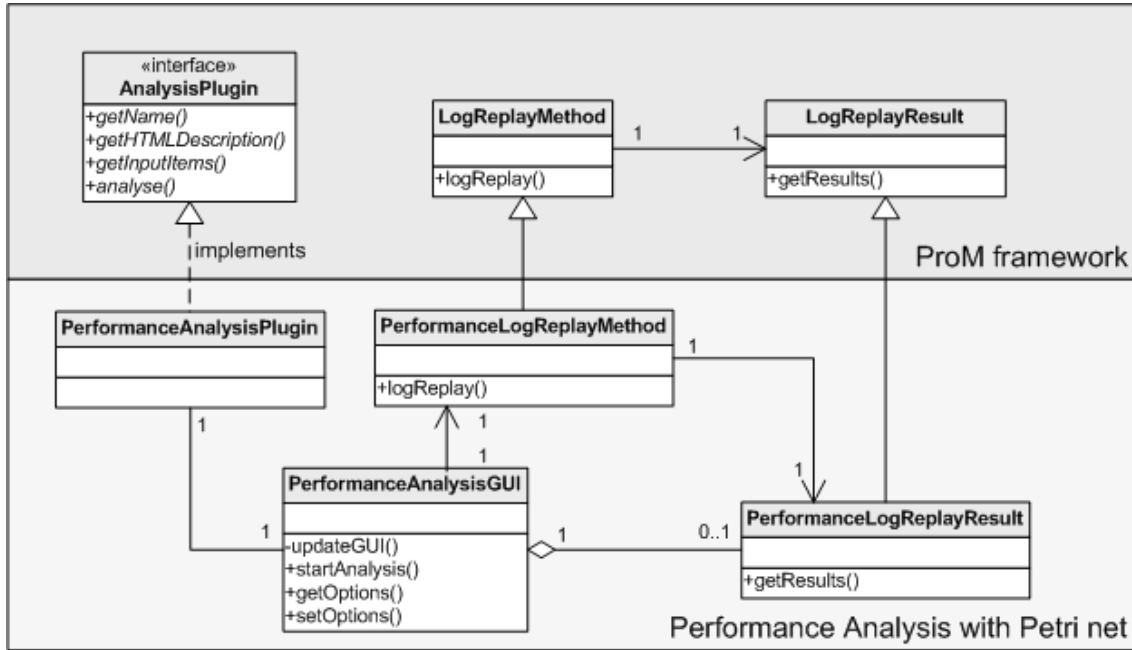 «interface»
AnalysisPlugin
+getName()
+getHTMLDescription()
+getInputItems()
+analyse()
LogReplayMethod
+logReplay()
1
1
LogReplayResult
+getResults()
implements
ProM framework
PerformanceAnalysisPlugin
PerformanceLogReplayMethod
+logReplay()
1
1
1
1
1
1
PerformanceAnalysisGUI
-updateGUI()
+startAnalysis()
+getOptions()
+setOptions()
1
0..1
PerformanceLogReplayResult
+getResults()
Performance Analysis with Petri net